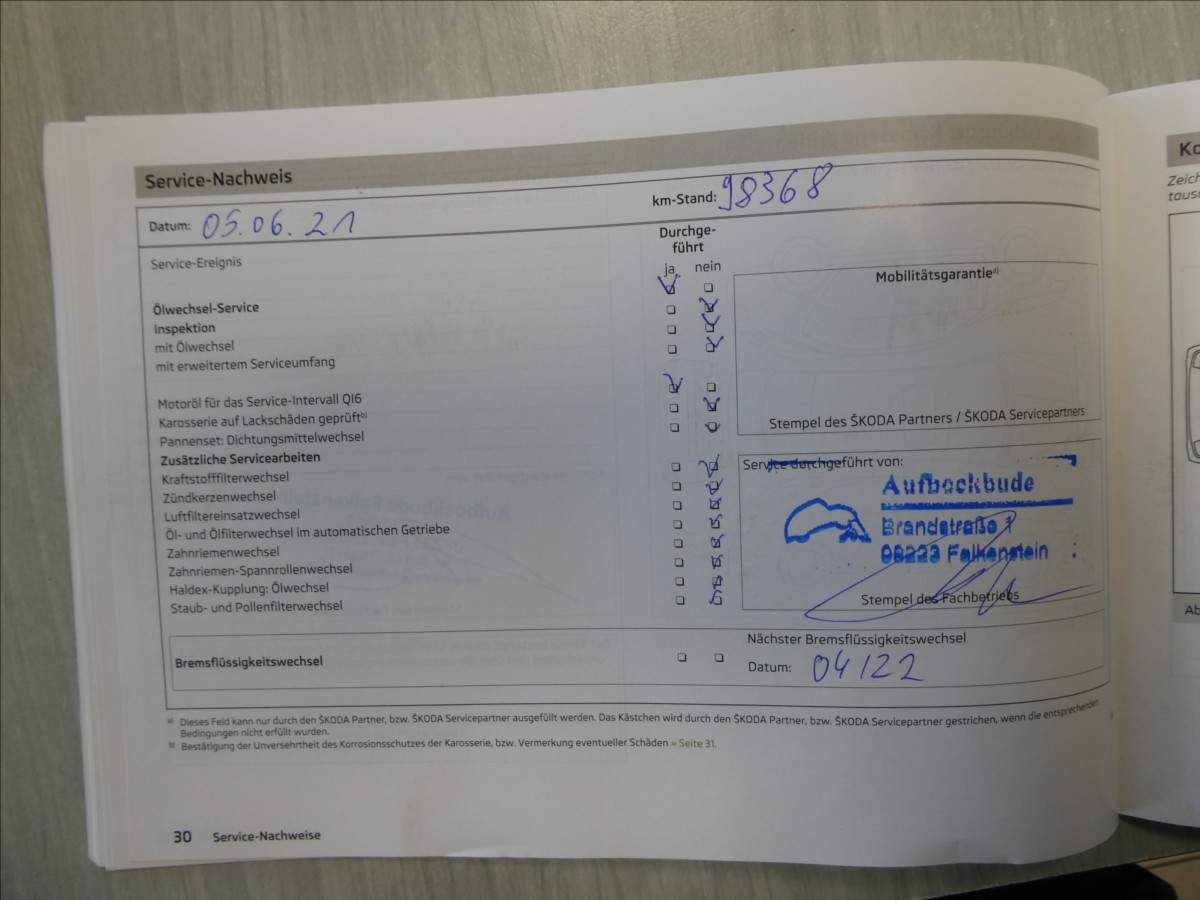 Service-Nachweis
Datum: 05.06.21
km-Stand: 98368
Service-Ereignis
Durchge-
führt
ja nein
Ölwechsel-Service
Inspektion
mit Ölwechsel
mit erweitertem Serviceumfang
Motoröl für das Service-Intervall QI6
Karosserie auf Lackschäden geprüft b)
Pannenset: Dichtungsmittelwechsel
Zusätzliche Servicearbeiten
Kraftstofffilterwechsel
Zündkerzenwechsel
Luftfiltereinsatzwechsel
Öl- und Ölfilterwechsel im automatischen Getriebe
Zahnriemenwechsel
Zahnriemen-Spannrollenwechsel
Haldex-Kupplung: Ölwechsel
Staub- und Pollenfilterwechsel
Mobilitätsgarantie a)
Stempel des ŠKODA Partners / ŠKODA Servicepartners
Service durchgeführt von:
Aufbockbude
Brandstraße 1
08223 Falkenstein
Stempel des Fachbetriebs
Bremsflüssigkeitswechsel
Nächster Bremsflüssigkeitswechsel
Datum: 04/22
a) Dieses Feld kann nur durch den ŠKODA Partner, bzw. ŠKODA Servicepartner ausgefüllt werden. Das Kästchen wird durch den ŠKODA Partner, bzw. ŠKODA Servicepartner gestrichen, wenn die entsprechenden
Bedingungen nicht erfüllt wurden.
b) Bestätigung der Unversehrtheit des Korrosionsschutzes der Karosserie, bzw. Vermerkung eventueller Schäden » Seite 31.
30 Service-Nachweise
Ko
Zeich
tausc
Ab